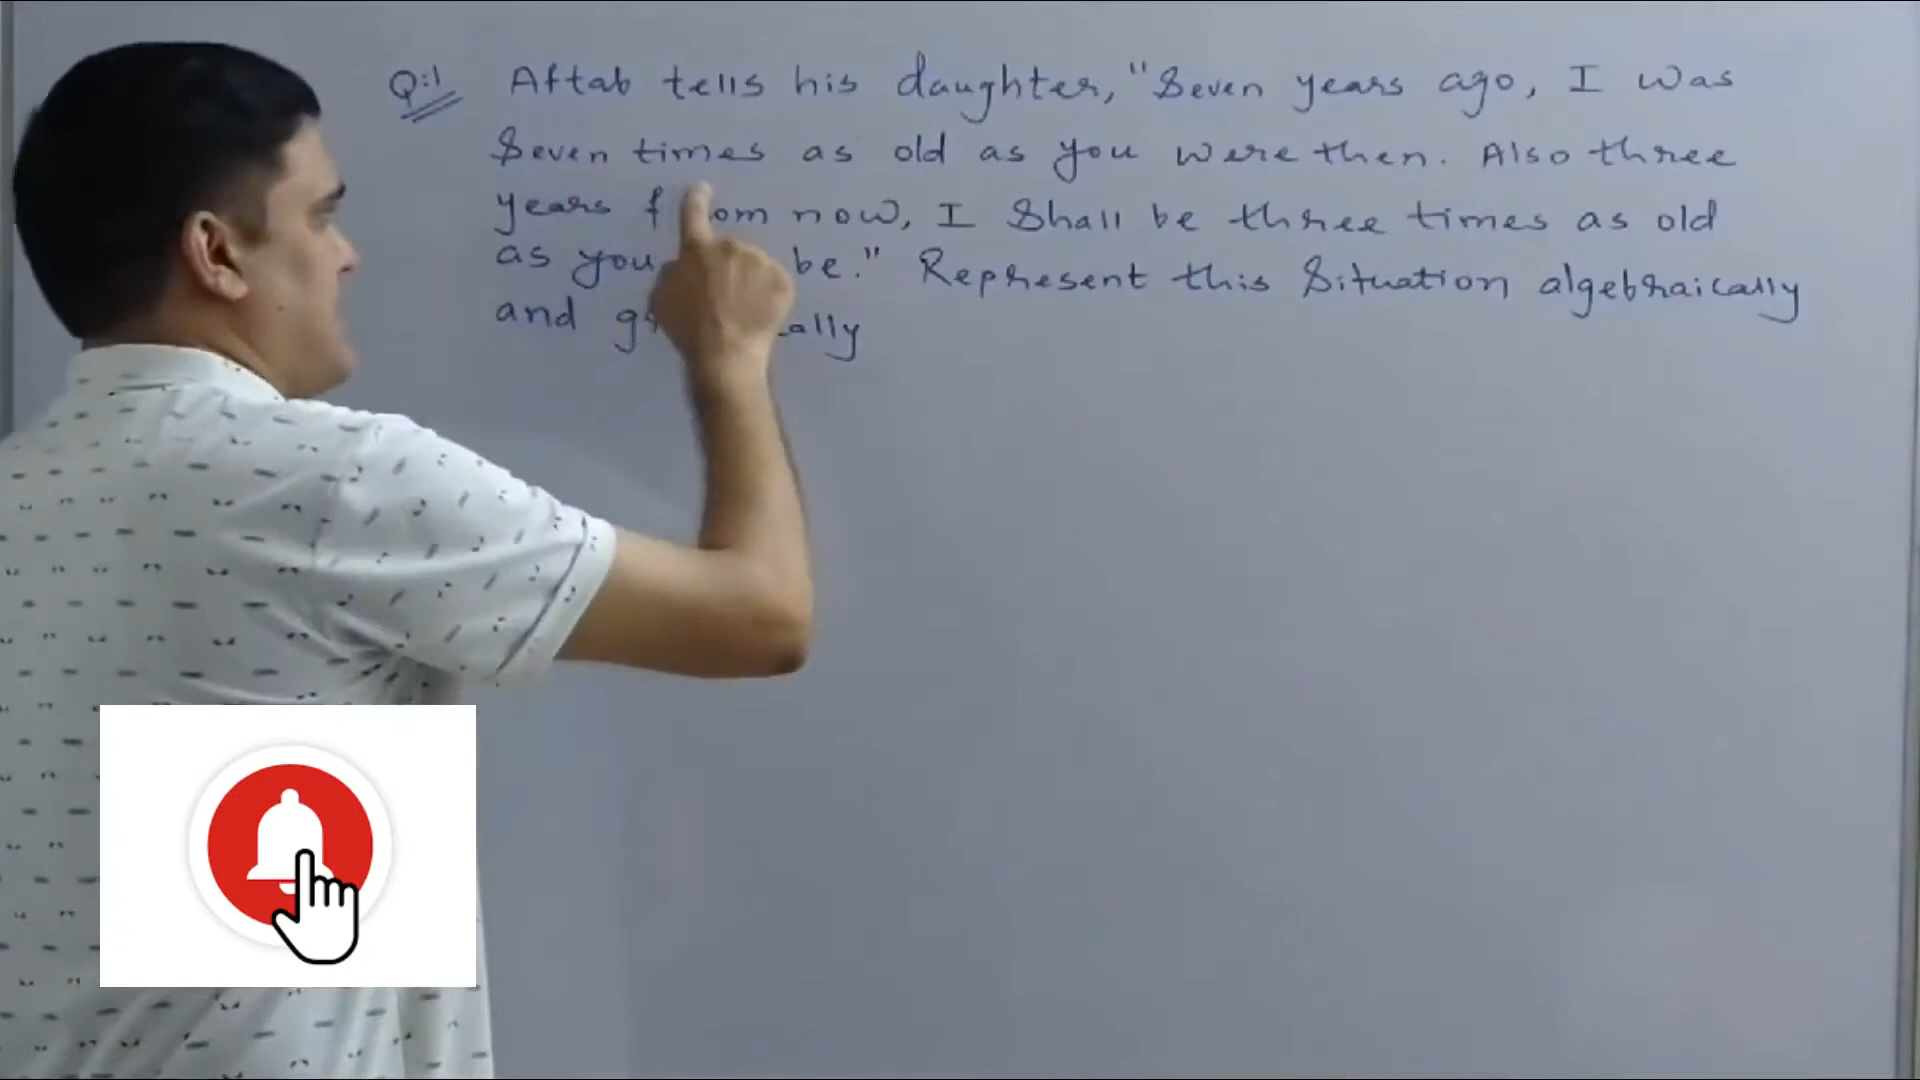 Q:1 Aftab tells his daughter, "Seven years ago, I was
Seven times as old as you were then. Also three
years from now, I Shall be three times as old
as you be." Represent this Situation algebraically
and ally